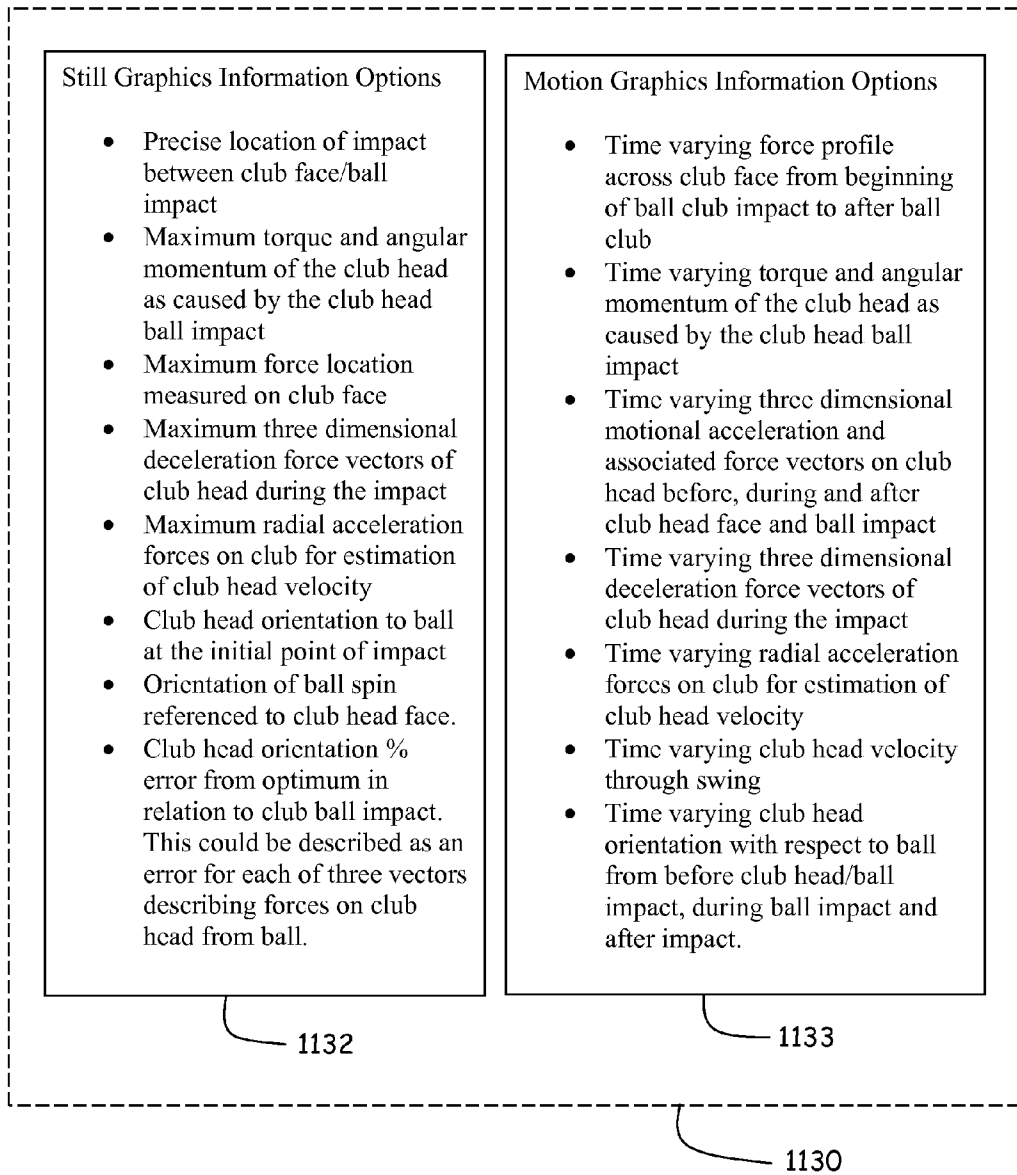 Still Graphics Information Options
• Precise location of impact
between club face/ball
impact
• Maximum torque and angular
momentum of the club head
as caused by the club head
ball impact
• Maximum force location
measured on club face
• Maximum three dimensional
deceleration force vectors of
club head during the impact
• Maximum radial acceleration
forces on club for estimation
of club head velocity
• Club head orientation to ball
at the initial point of impact
• Orientation of ball spin
referenced to club head face.
• Club head orientation %
error from optimum in
relation to club ball impact.
This could be described as an
error for each of three vectors
describing forces on club
head from ball.
1132
Motion Graphics Information Options
• Time varying force profile
across club face from beginning
of ball club impact to after ball
club
• Time varying torque and angular
momentum of the club head as
caused by the club head ball
impact
• Time varying three dimensional
motional acceleration and
associated force vectors on club
head before, during and after
club head face and ball impact
• Time varying three dimensional
deceleration force vectors of
club head during the impact
• Time varying radial acceleration
forces on club for estimation of
club head velocity
• Time varying club head velocity
through swing
• Time varying club head
orientation with respect to ball
from before club head/ball
impact, during ball impact and
after impact.
1133
1130